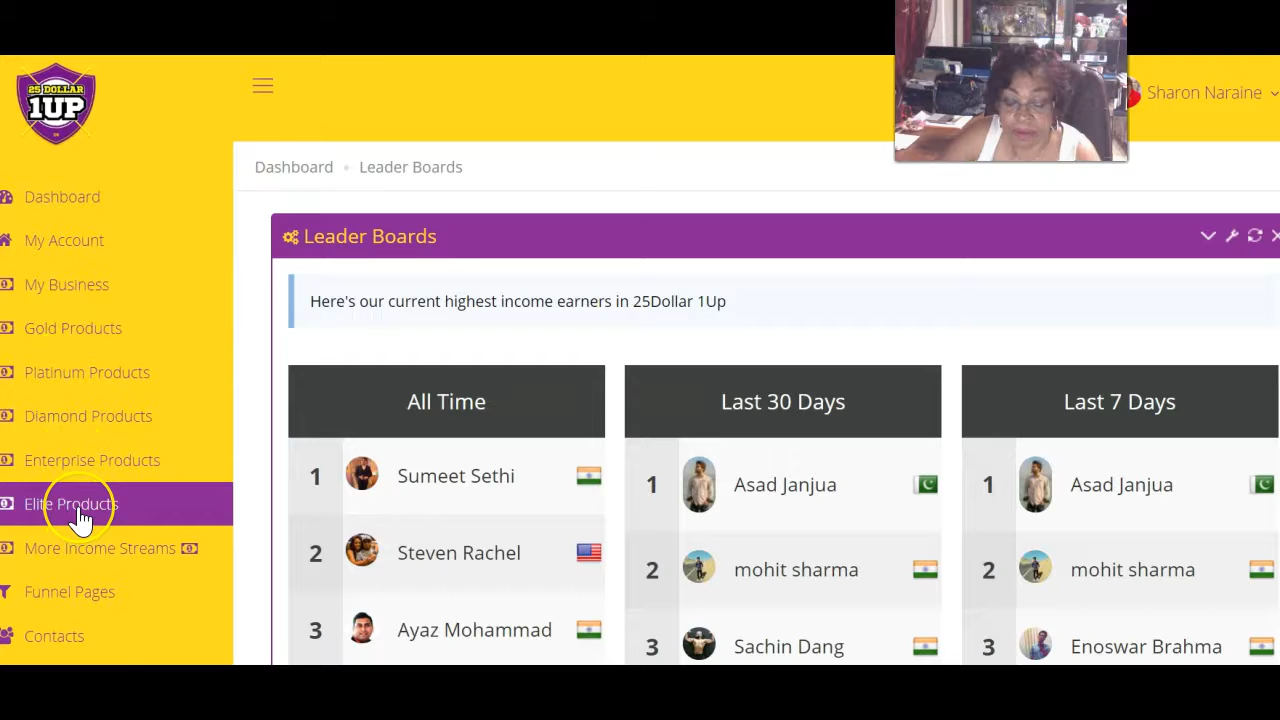 25 DOLLAR
1UP
Sharon Naraine
Dashboard
My Account
My Business
Gold Products
Platinum Products
Diamond Products
Enterprise Products
Elite Products
More Income Streams
Funnel Pages
Contacts
Dashboard • Leader Boards
Leader Boards
Here's our current highest income earners in 25Dollar 1Up
All Time
1 Sumeet Sethi
2 Steven Rachel
3 Ayaz Mohammad
Last 30 Days
1 Asad Janjua
2 mohit sharma
3 Sachin Dang
Last 7 Days
1 Asad Janjua
2 mohit sharma
3 Enoswar Brahma